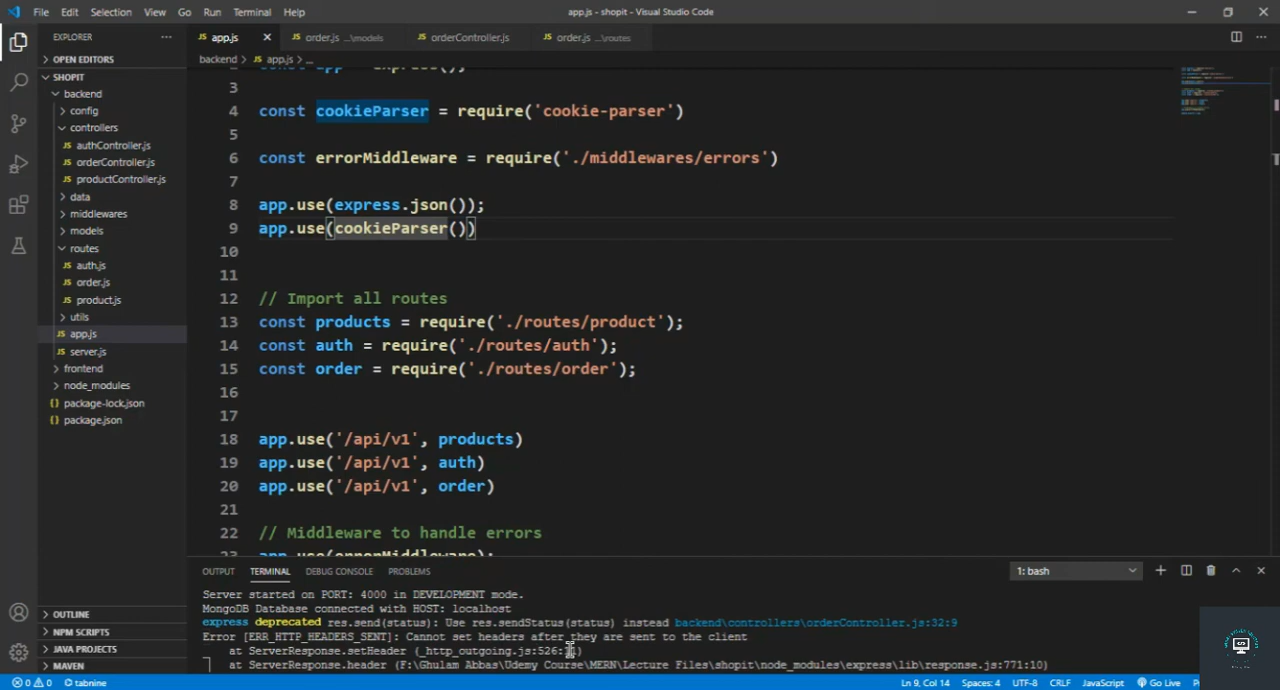 File Edit Selection View Go Run Terminal Help
app.js - shopit - Visual Studio Code
EXPLORER
app.js
order.js ...\models
orderController.js
order.js ...\routes
OPEN EDITORS
SHOPIT
backend
config
controllers
authController.js
orderController.js
productController.js
data
middlewares
models
routes
auth.js
order.js
product.js
utils
app.js
server.js
frontend
node_modules
package-lock.json
package.json
OUTLINE
NPM SCRIPTS
JAVA PROJECTS
MAVEN
backend > app.js > ...
3
4 const cookieParser = require('cookie-parser')
5
6 const errorMiddleware = require('./middlewares/errors')
7
8 app.use(express.json());
9 app.use(cookieParser())
10
11
12 // Import all routes
13 const products = require('./routes/product');
14 const auth = require('./routes/auth');
15 const order = require('./routes/order');
16
17
18 app.use('/api/v1', products)
19 app.use('/api/v1', auth)
20 app.use('/api/v1', order)
21
22 // Middleware to handle errors
23 app.use(errorMiddleware);
OUTPUT TERMINAL DEBUG CONSOLE PROBLEMS
1: bash
Server started on PORT: 4000 in DEVELOPMENT mode.
MongoDB Database connected with HOST: localhost
express deprecated res.send(status): Use res.sendStatus(status) instead backend\controllers\orderController.js:32:9
Error [ERR_HTTP_HEADERS_SENT]: Cannot set headers after they are sent to the client
at ServerResponse.setHeader (_http_outgoing.js:526:
at ServerResponse.header (F:\Ghulam Abbas\Udemy Course\MERN\Lecture Files\shopit\node_modules\express\lib\response.js:771:10)
0 0 tabnine
Ln 9, Col 14 Spaces: 4 UTF-8 CRLF JavaScript Go Live